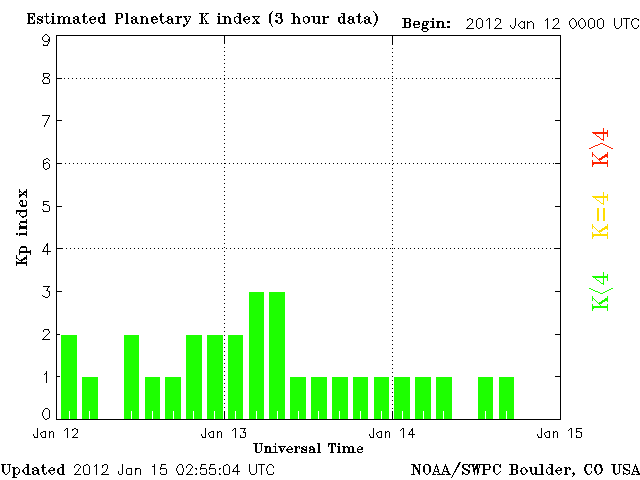 Estimated Planetary K index (3 hour data)
Begin: 2012 Jan 12 0000 UTC
9
8
7
6
5
4
3
2
1
0
Kp index
K>4
K=4
K<4
Jan 12
Jan 13
Jan 14
Jan 15
Universal Time
Updated 2012 Jan 15 02:55:04 UTC
NOAA/SWPC Boulder, CO USA